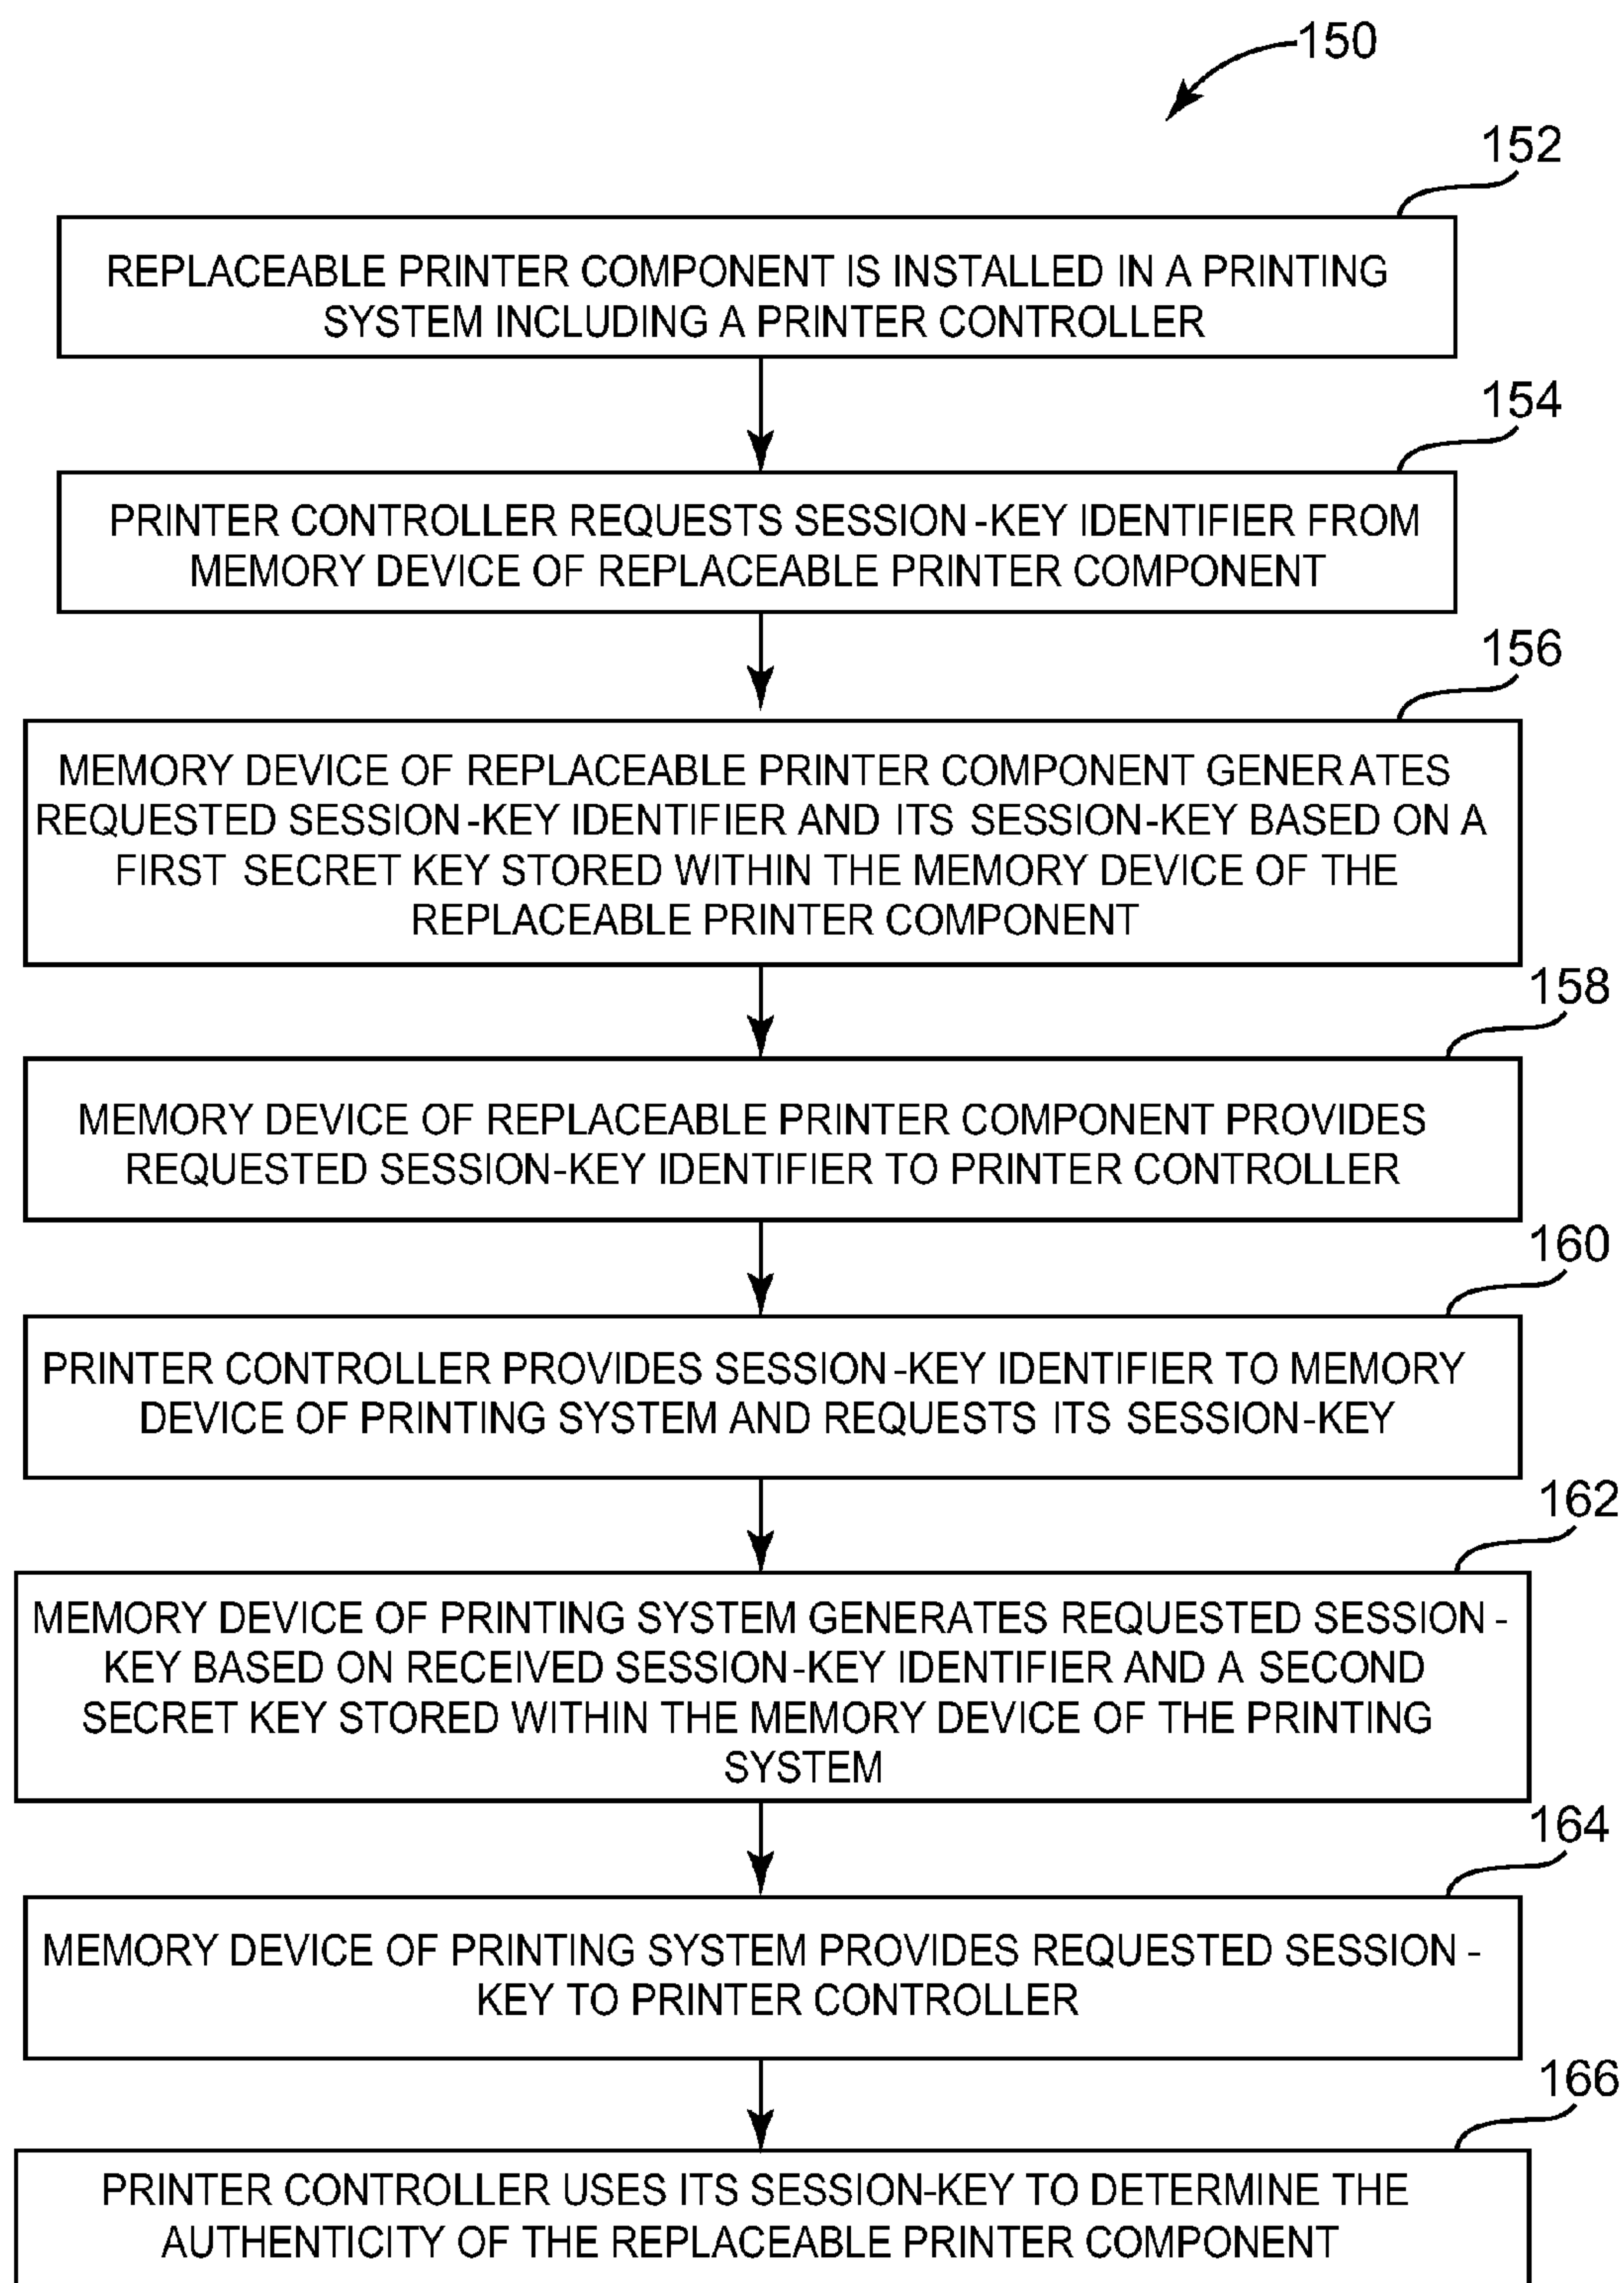 150
152
REPLACEABLE PRINTER COMPONENT IS INSTALLED IN A PRINTING
SYSTEM INCLUDING A PRINTER CONTROLLER
154
PRINTER CONTROLLER REQUESTS SESSION-KEY IDENTIFIER FROM
MEMORY DEVICE OF REPLACEABLE PRINTER COMPONENT
156
MEMORY DEVICE OF REPLACEABLE PRINTER COMPONENT GENERATES
REQUESTED SESSION-KEY IDENTIFIER AND ITS SESSION-KEY BASED ON A
FIRST SECRET KEY STORED WITHIN THE MEMORY DEVICE OF THE
REPLACEABLE PRINTER COMPONENT
158
MEMORY DEVICE OF REPLACEABLE PRINTER COMPONENT PROVIDES
REQUESTED SESSION-KEY IDENTIFIER TO PRINTER CONTROLLER
160
PRINTER CONTROLLER PROVIDES SESSION-KEY IDENTIFIER TO MEMORY
DEVICE OF PRINTING SYSTEM AND REQUESTS ITS SESSION-KEY
162
MEMORY DEVICE OF PRINTING SYSTEM GENERATES REQUESTED SESSION-
KEY BASED ON RECEIVED SESSION-KEY IDENTIFIER AND A SECOND
SECRET KEY STORED WITHIN THE MEMORY DEVICE OF THE PRINTING
SYSTEM
164
MEMORY DEVICE OF PRINTING SYSTEM PROVIDES REQUESTED SESSION-
KEY TO PRINTER CONTROLLER
166
PRINTER CONTROLLER USES ITS SESSION-KEY TO DETERMINE THE
AUTHENTICITY OF THE REPLACEABLE PRINTER COMPONENT